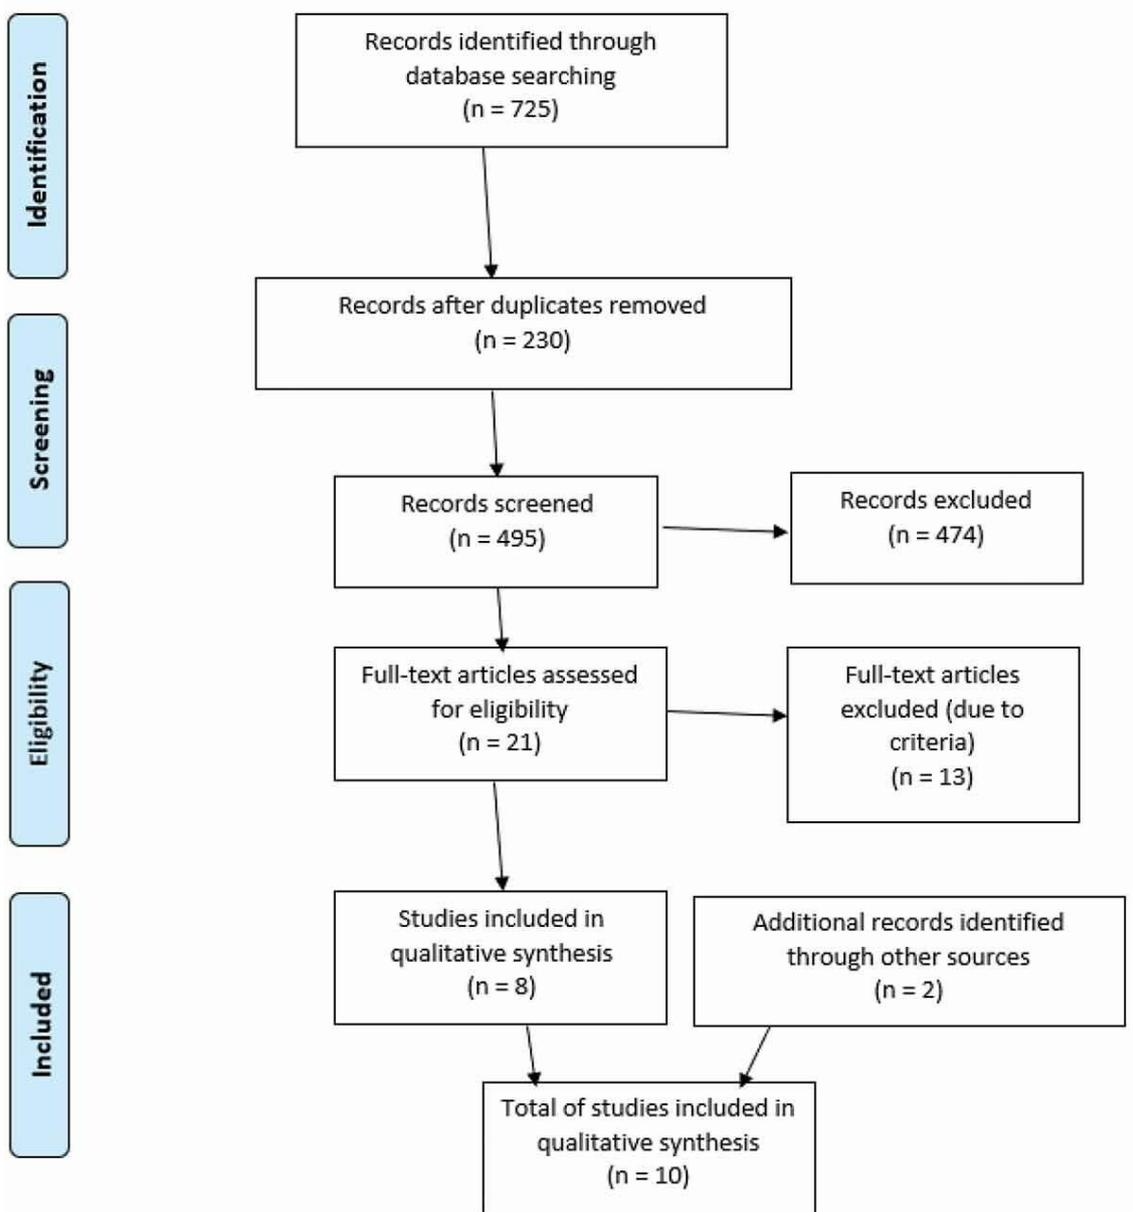 Identification
Records identified through
database searching
(n = 725)
Records after duplicates removed
(n = 230)
Screening
Records screened
(n = 495)
Records excluded
(n = 474)
Eligibility
Full-text articles assessed
for eligibility
(n = 21)
Full-text articles
excluded (due to
criteria)
(n = 13)
Included
Studies included in
qualitative synthesis
(n = 8)
Additional records identified
through other sources
(n = 2)
Total of studies included in
qualitative synthesis
(n = 10)